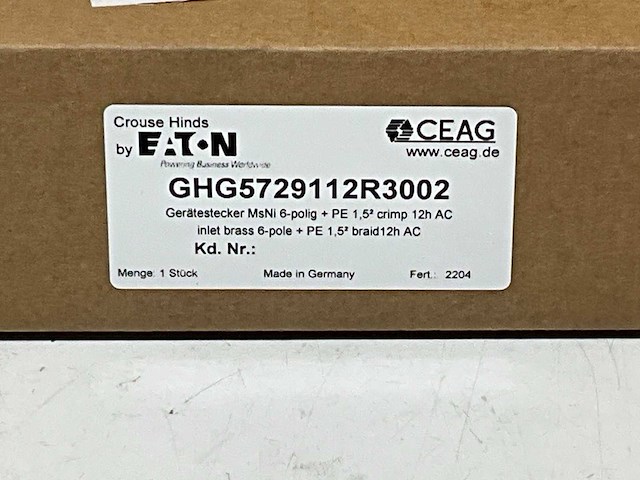 Crouse Hinds
by EATON
Powering Business Worldwide
CEAG
www.ceag.de
GHG5729112R3002
Gerätestecker MsNi 6-polig + PE 1,5² crimp 12h AC
inlet brass 6-pole + PE 1,5² braid12h AC
Kd. Nr.:
Menge: 1 Stück Made in Germany Fert.: 2204